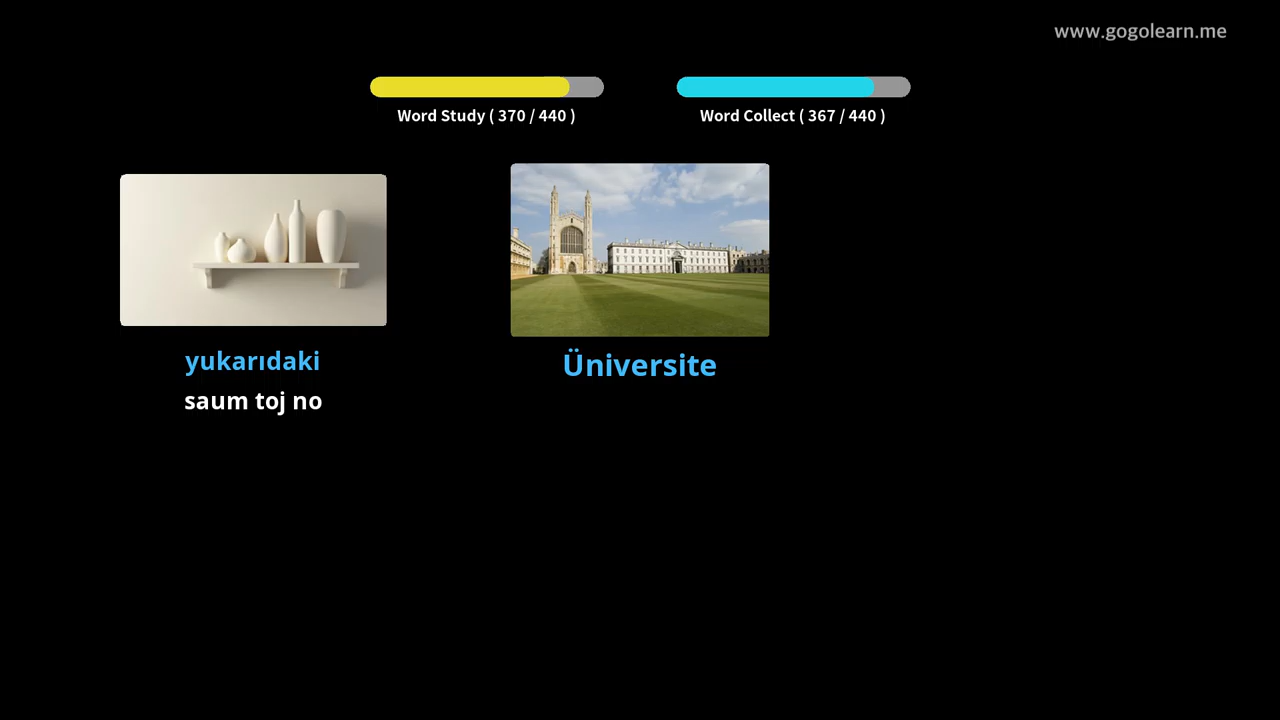 www.gogolearn.me
Word Study ( 370 / 440 )
Word Collect ( 367 / 440 )
yukarıdaki
saum toj no
Üniversite